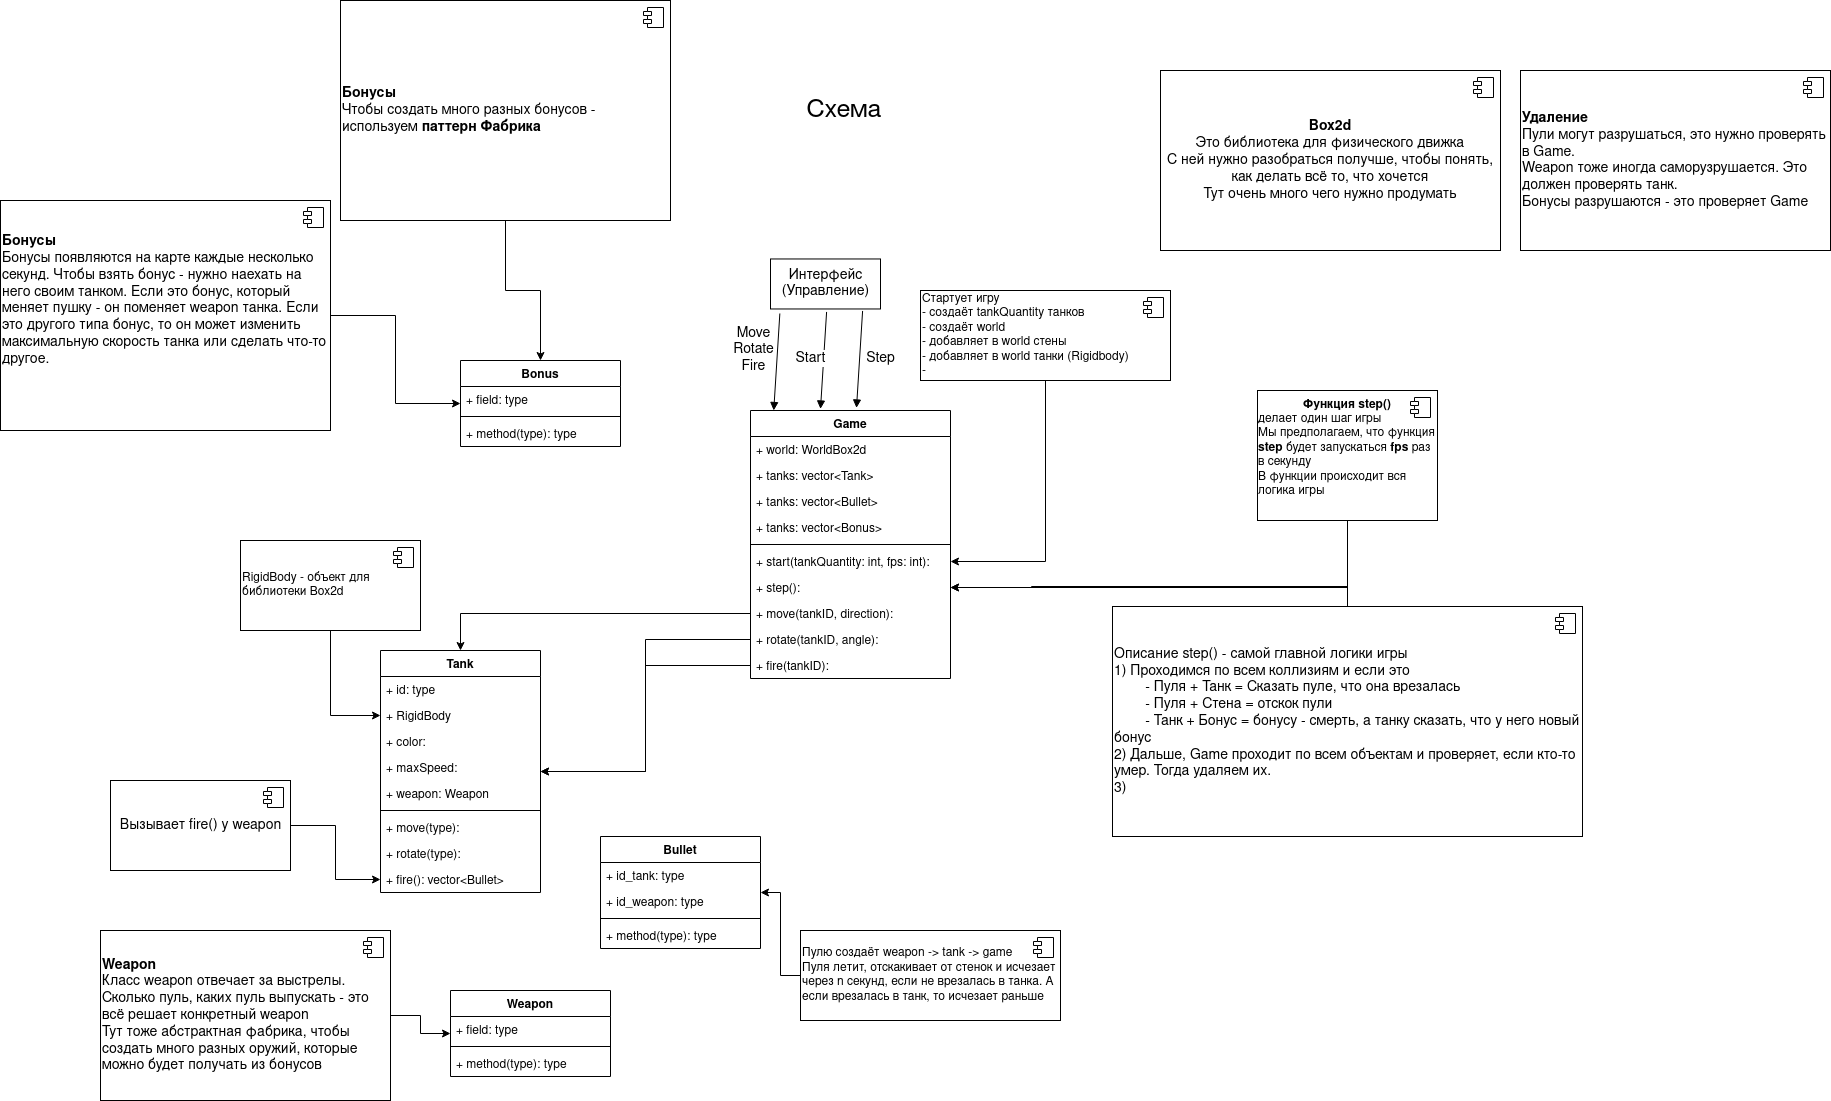 Бонусы
Чтобы создать много разных бонусов -
используем паттерн Фабрика
Схема
Box2d
Это библиотека для физического движка
С ней нужно разобраться получше, чтобы понять,
как делать всё то, что хочется
Тут очень много чего нужно продумать
Удаление
Пули могут разрушаться, это нужно проверять
в Game.
Weapon тоже иногда саморузрушается. Это
должен проверять танк.
Бонусы разрушаются - это проверяет Game
Бонусы
Бонусы появляются на карте каждые несколько
секунд. Чтобы взять бонус - нужно наехать на
него своим танком. Если это бонус, который
меняет пушку - он поменяет weapon танка. Если
это другого типа бонус, то он может изменить
максимальную скорость танка или сделать что-то
другое.
Интерфейс
(Управление)
Move
Rotate
Fire
Start
Step
Стартует игру
- создаёт tankQuantity танков
- создаёт world
- добавляет в world стены
- добавляет в world танки (Rigidbody)
-
Bonus
+ field: type
+ method(type): type
Game
+ world: WorldBox2d
+ tanks: vector<Tank>
+ tanks: vector<Bullet>
+ tanks: vector<Bonus>
+ start(tankQuantity: int, fps: int):
+ step():
+ move(tankID, direction):
+ rotate(tankID, angle):
+ fire(tankID):
Функция step()
делает один шаг игры
Мы предполагаем, что функция
step будет запускаться fps раз
в секунду
В функции происходит вся
логика игры
RigidBody - объект для
библиотеки Box2d
Tank
+ id: type
+ RigidBody
+ color:
+ maxSpeed:
+ weapon: Weapon
+ move(type):
+ rotate(type):
+ fire(): vector<Bullet>
Описание step() - самой главной логики игры
1) Проходимся по всем коллизиям и если это
- Пуля + Танк = Сказать пуле, что она врезалась
- Пуля + Стена = отскок пули
- Танк + Бонус = бонусу - смерть, а танку сказать, что у него новый
бонус
2) Дальше, Game проходит по всем объектам и проверяет, если кто-то
умер. Тогда удаляем их.
3)
Вызывает fire() у weapon
Bullet
+ id_tank: type
+ id_weapon: type
+ method(type): type
Пулю создаёт weapon -> tank -> game
Пуля летит, отскакивает от стенок и исчезает
через n секунд, если не врезалась в танка. А
если врезалась в танк, то исчезает раньше
Weapon
Класс weapon отвечает за выстрелы.
Сколько пуль, каких пуль выпускать - это
всё решает конкретный weapon
Тут тоже абстрактная фабрика, чтобы
создать много разных оружий, которые
можно будет получать из бонусов
Weapon
+ field: type
+ method(type): type